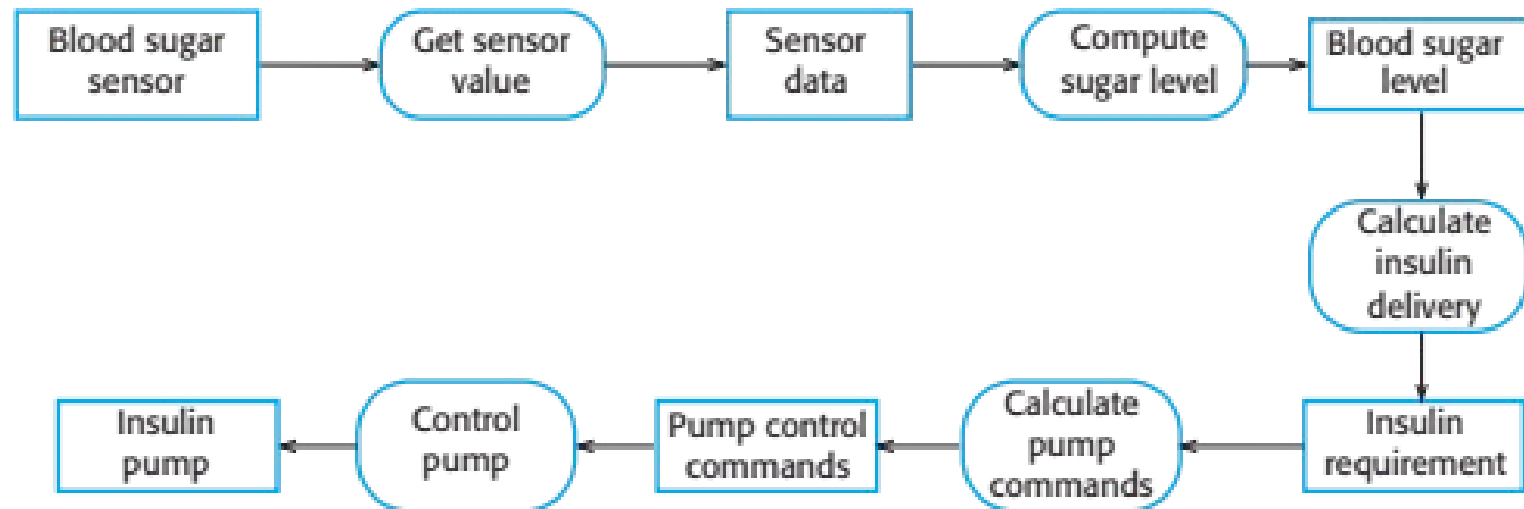 Blood sugar
sensor
Get sensor
value
Sensor
data
Compute
sugar level
Blood sugar
level
Calculate
insulin
delivery
Insulin
requirement
Calculate
pump
commands
Pump control
commands
Control
pump
Insulin
pump